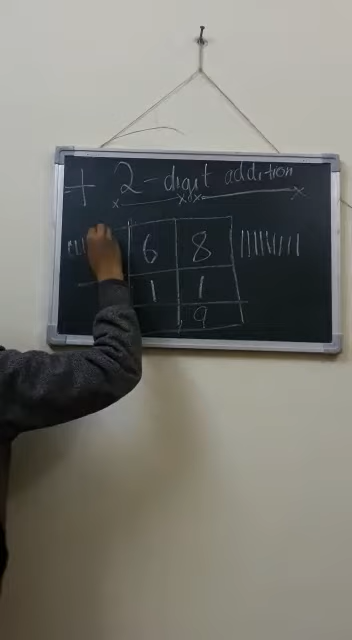 + 2-digit addition
6 8
1 1
9